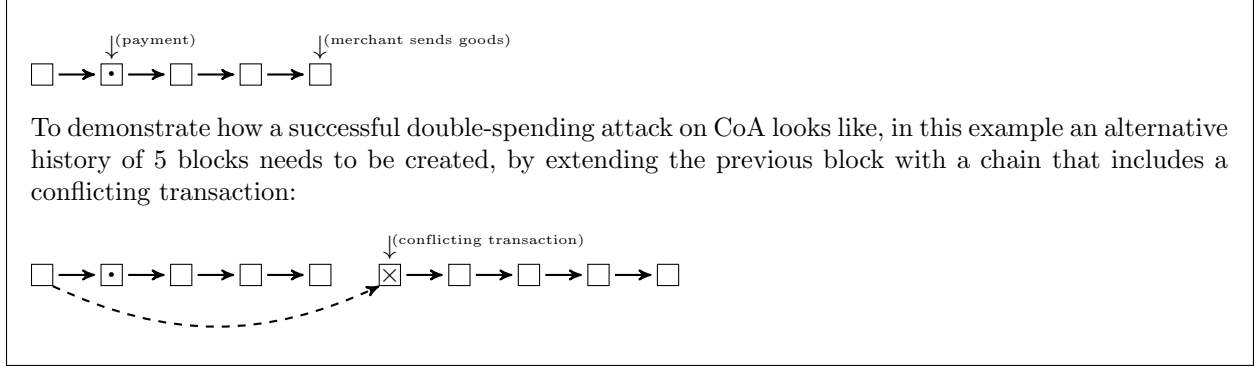 (payment) (merchant sends goods)
To demonstrate how a successful double-spending attack on CoA looks like, in this example an alternative
history of 5 blocks needs to be created, by extending the previous block with a chain that includes a
conflicting transaction:
(conflicting transaction)